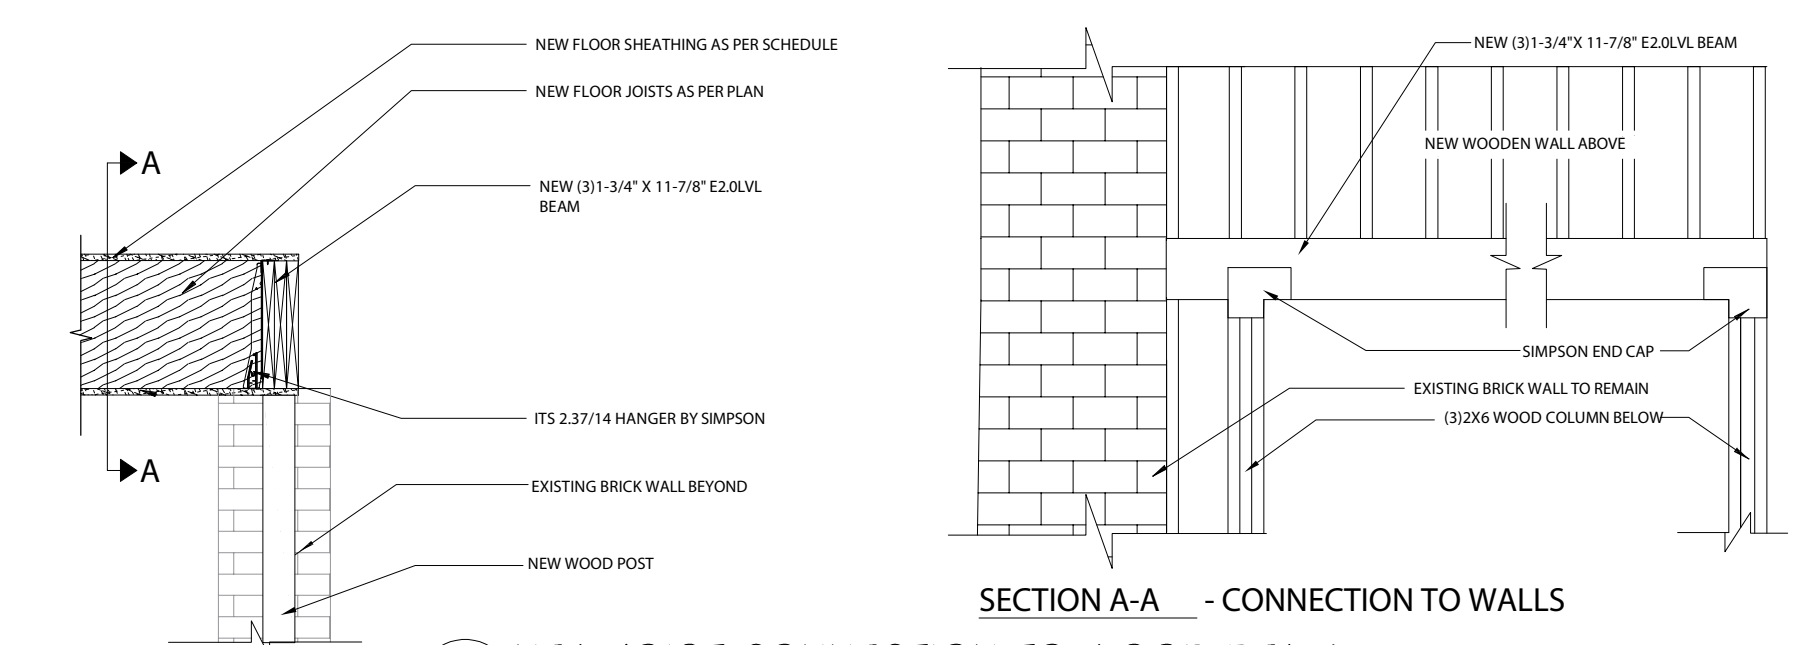 NEW FLOOR SHEATHING AS PER SCHEDULE
NEW FLOOR JOISTS AS PER PLAN
A
NEW (3)1-3/4" X 11-7/8" E2.0LVL
BEAM
ITS 2.37/14 HANGER BY SIMPSON
A
EXISTING BRICK WALL BEYOND
NEW WOOD POST
NEW (3)1-3/4"X 11-7/8" E2.0LVL BEAM
NEW WOODEN WALL ABOVE
SIMPSON END CAP
EXISTING BRICK WALL TO REMAIN
(3)2X6 WOOD COLUMN BELOW
SECTION A-A - CONNECTION TO WALLS